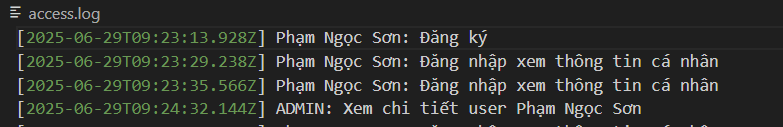 access.log
[2025-06-29T09:23:13.928Z] Phạm Ngọc Sơn: Đăng ký
[2025-06-29T09:23:29.238Z] Phạm Ngọc Sơn: Đăng nhập xem thông tin cá nhân
[2025-06-29T09:23:35.566Z] Phạm Ngọc Sơn: Đăng nhập xem thông tin cá nhân
[2025-06-29T09:24:32.144Z] ADMIN: Xem chi tiết user Phạm Ngọc Sơn